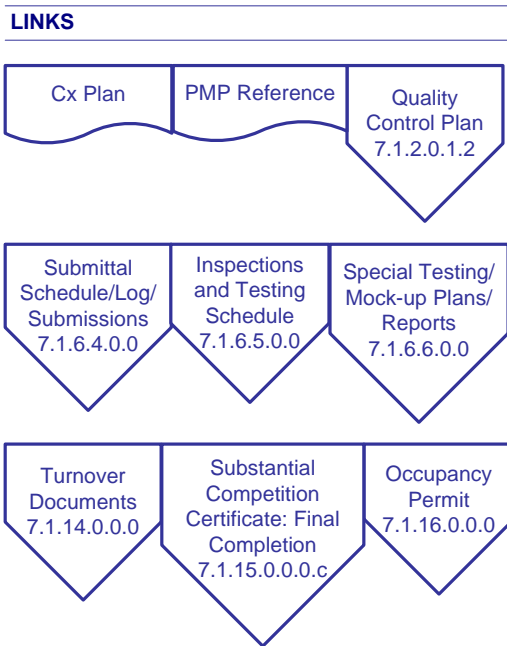 LINKS
Cx Plan
PMP Reference
Quality
Control Plan
7.1.2.0.1.2
Submittal
Schedule/Log/
Submissions
7.1.6.4.0.0
Inspections
and Testing
Schedule
7.1.6.5.0.0
Special Testing/
Mock-up Plans/
Reports
7.1.6.6.0.0
Turnover
Documents
7.1.14.0.0.0
Substantial
Competition
Certificate: Final
Completion
7.1.15.0.0.0.c
Occupancy
Permit
7.1.16.0.0.0